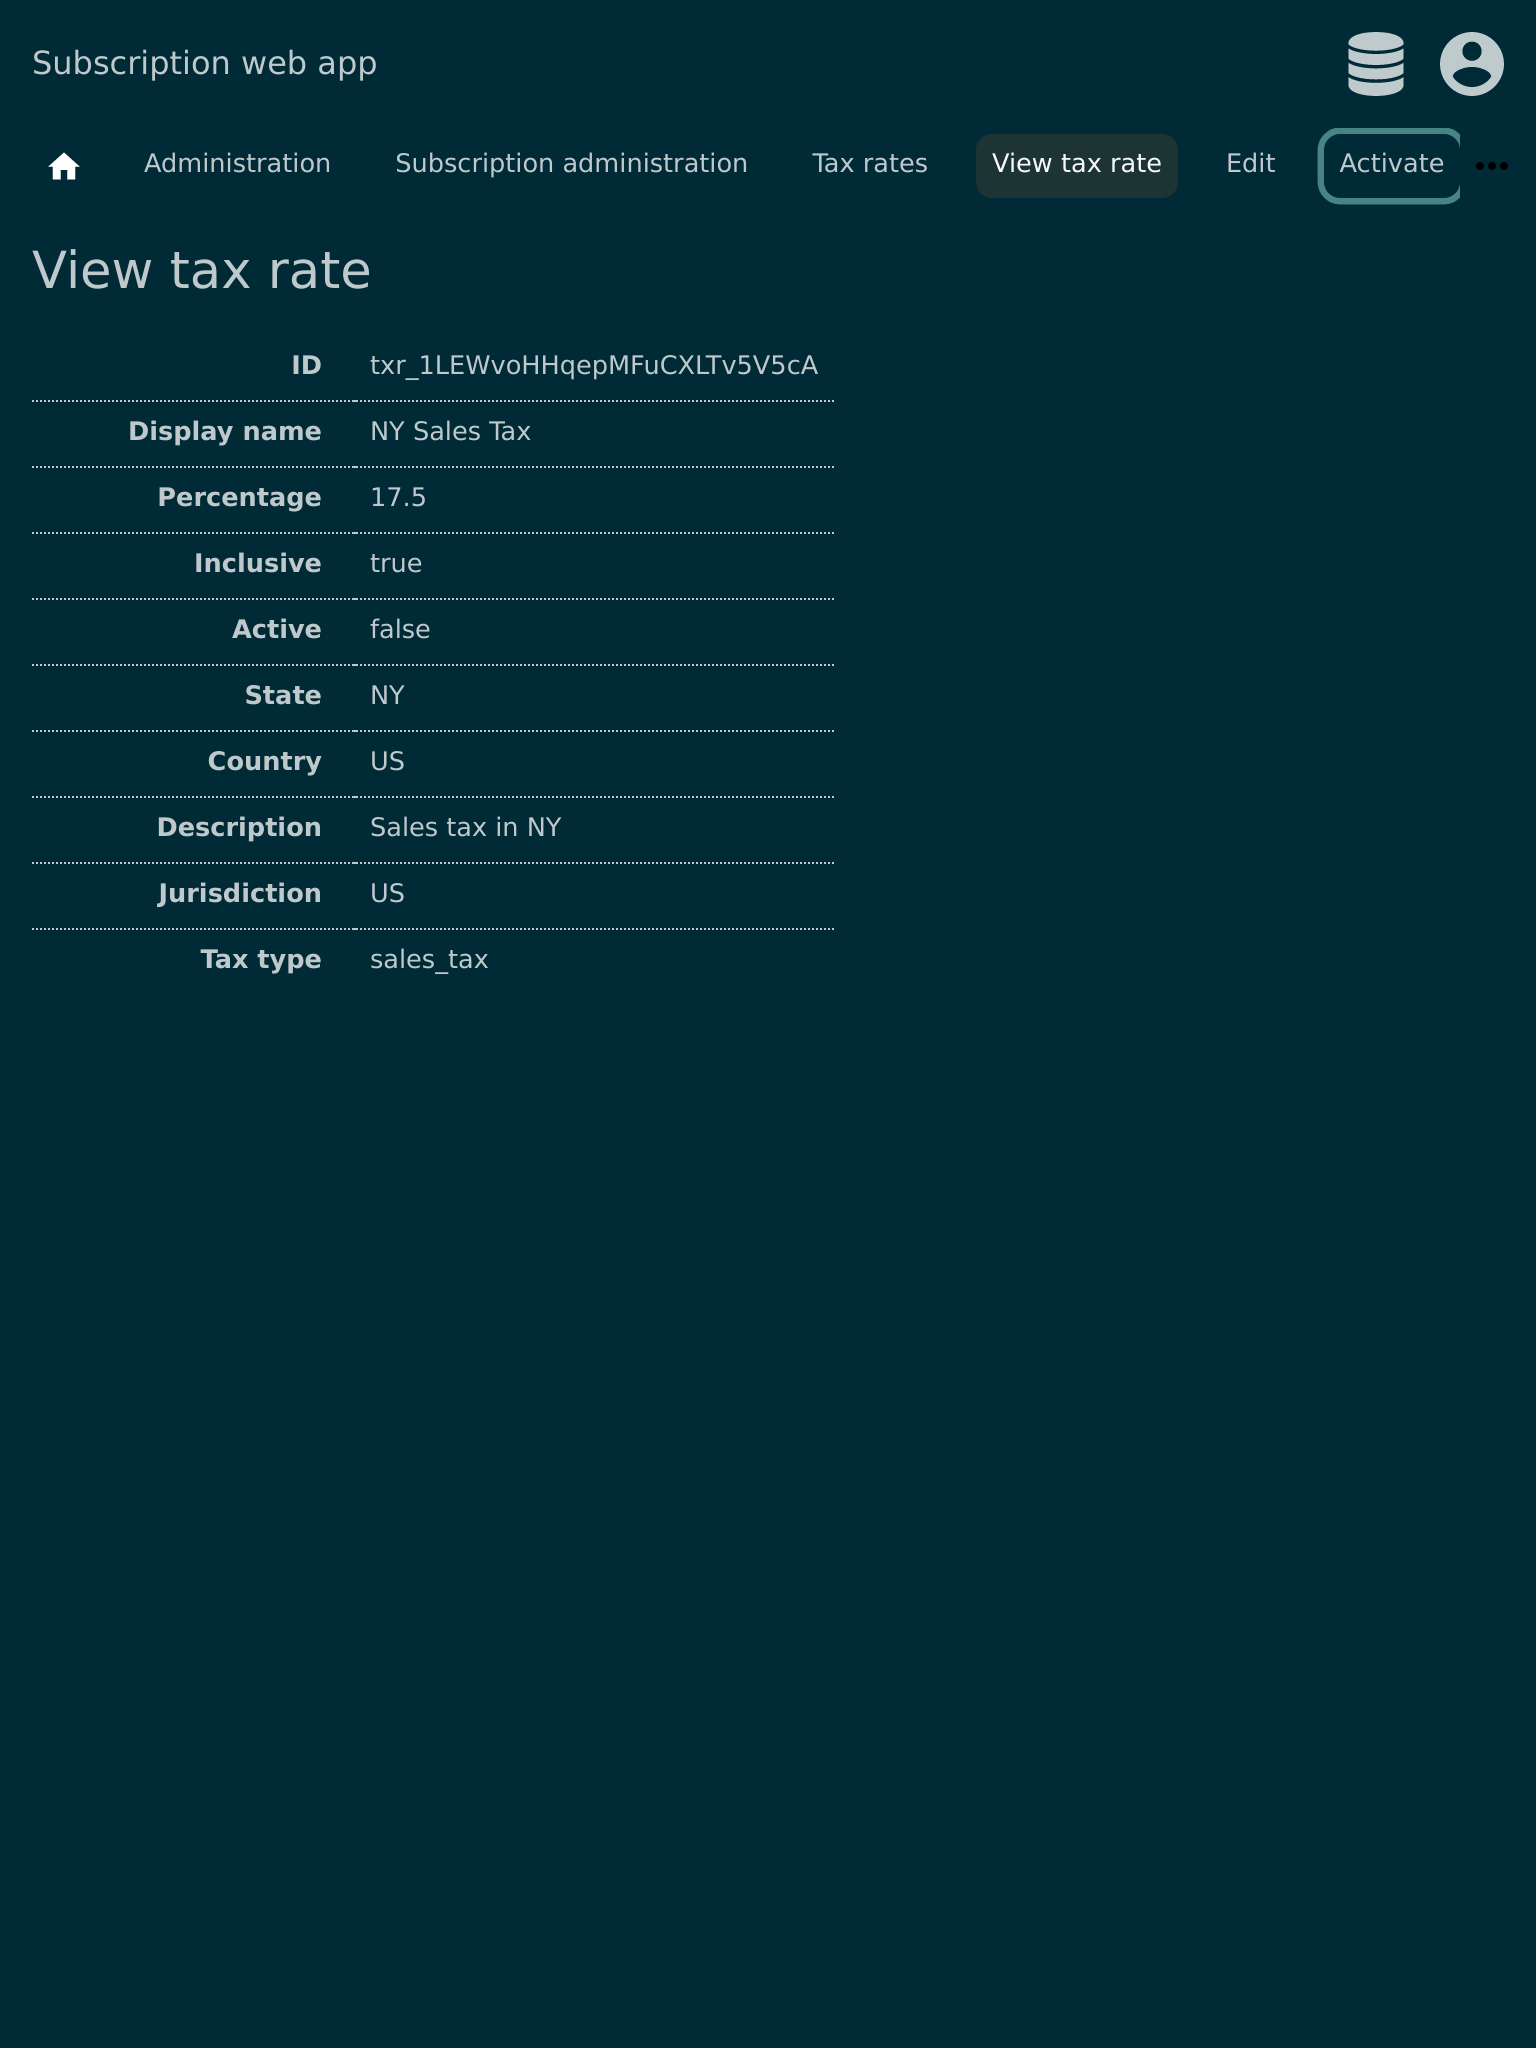 Subscription web app
Administration Subscription administration Tax rates View tax rate Edit Activate
View tax rate
ID txr_1LEWvoHHqepMFuCXLTv5V5cA
Display name NY Sales Tax
Percentage 17.5
Inclusive true
Active false
State NY
Country US
Description Sales tax in NY
Jurisdiction US
Tax type sales_tax